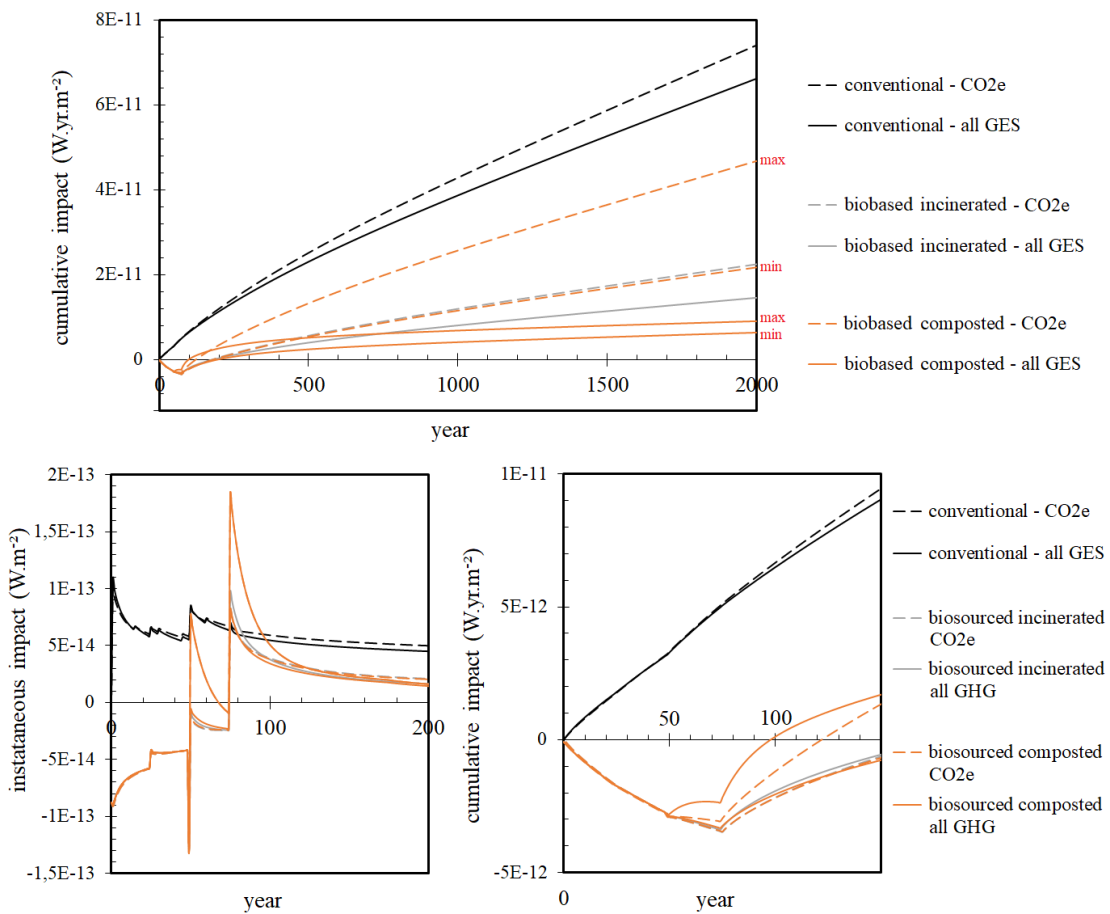 8E-11
6E-11
4E-11
2E-11
0
cumulative impact (W.yr.m⁻²)
0
500
1000
1500
2000
year
max
min
max
min
conventional - CO2e
conventional - all GES
biobased incinerated - CO2e
biobased incinerated - all GES
biobased composted - CO2e
biobased composted - all GES
2E-13
1,5E-13
1E-13
5E-14
0
-5E-14
-1E-13
-1,5E-13
instataneous impact (W.m⁻²)
0
100
200
year
1E-11
5E-12
0
-5E-12
cumulative impact (W.yr.m⁻²)
50
100
0
year
conventional - CO2e
conventional - all GES
biosourced incinerated
CO2e
biosourced incinerated
all GHG
biosourced composted
CO2e
biosourced composted
all GHG